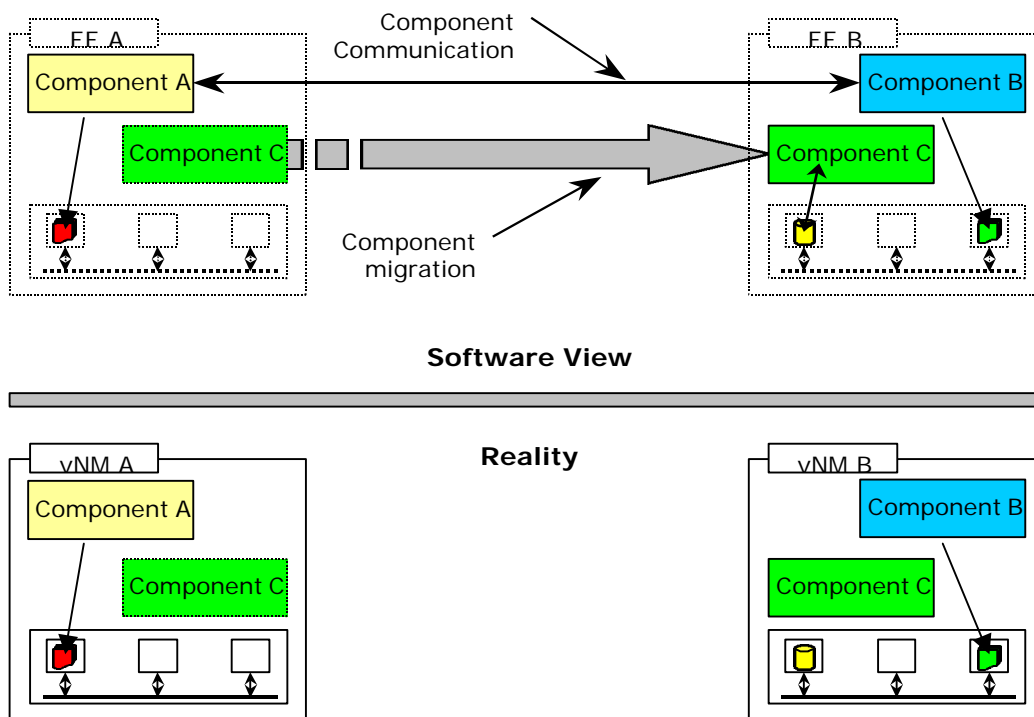 Component
Communication
EE A
EE B
Component A
Component B
Component C
Component C
Component
migration
Software View
Reality
vNM A
vNM B
Component A
Component B
Component C
Component C